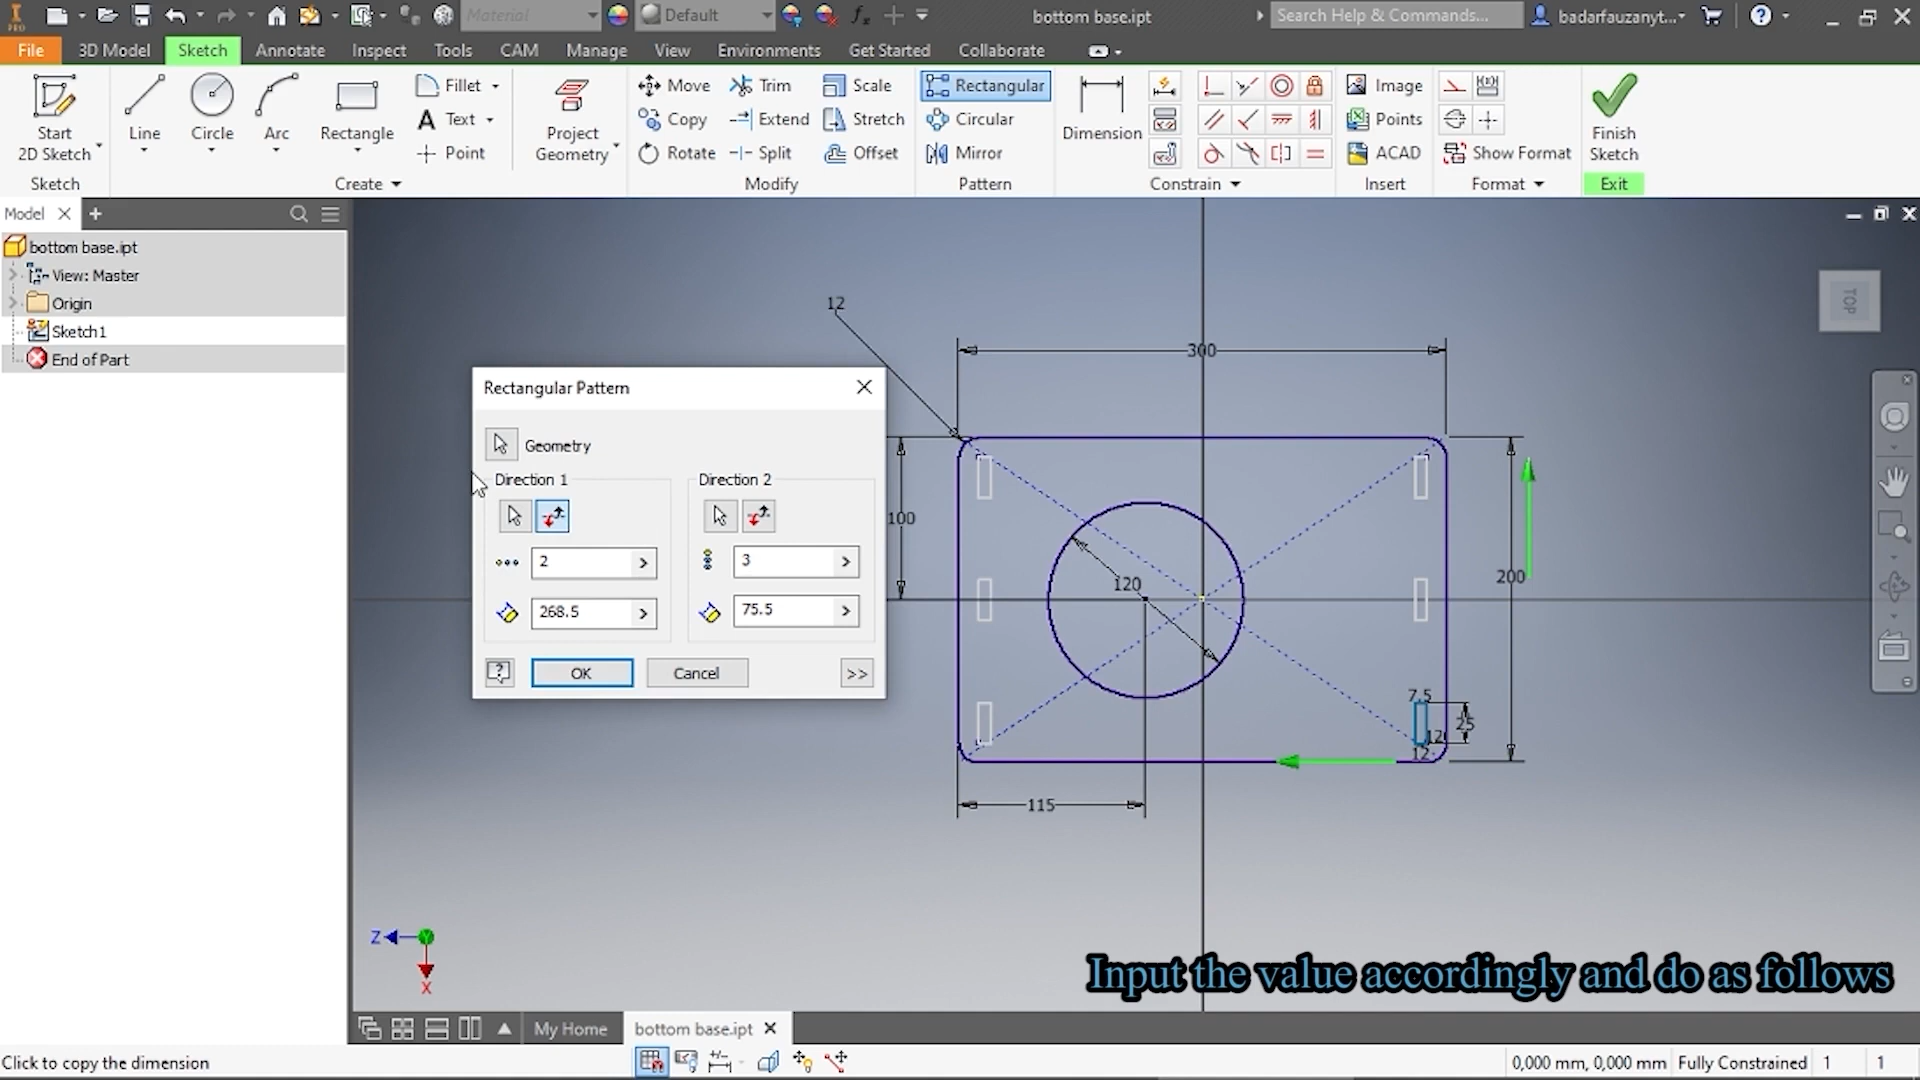 Material
Default
bottom base.ipt
Search Help & Commands...
badarfauzanyt...
File
3D Model
Sketch
Annotate
Inspect
Tools
CAM
Manage
View
Environments
Get Started
Collaborate
Start
2D Sketch
Line
Circle
Arc
Rectangle
Fillet
Text
Point
Project
Geometry
Move
Copy
Rotate
Trim
Extend
Split
Scale
Stretch
Offset
Rectangular
Circular
Mirror
Dimension
Image
Points
ACAD
Show Format
Finish
Sketch
Sketch
Create
Modify
Pattern
Constrain
Insert
Format
Exit
Model
bottom base.ipt
View: Master
Origin
Sketch1
End of Part
TOP
12
300
100
120
200
7.5
25
12
12
115
Rectangular Pattern
Geometry
Direction 1
Direction 2
2
3
268.5
75.5
OK
Cancel
>>
Z
X
Input the value accordingly and do as follows
My Home
bottom base.ipt
Click to copy the dimension
0,000 mm, 0,000 mm
Fully Constrained
1
1